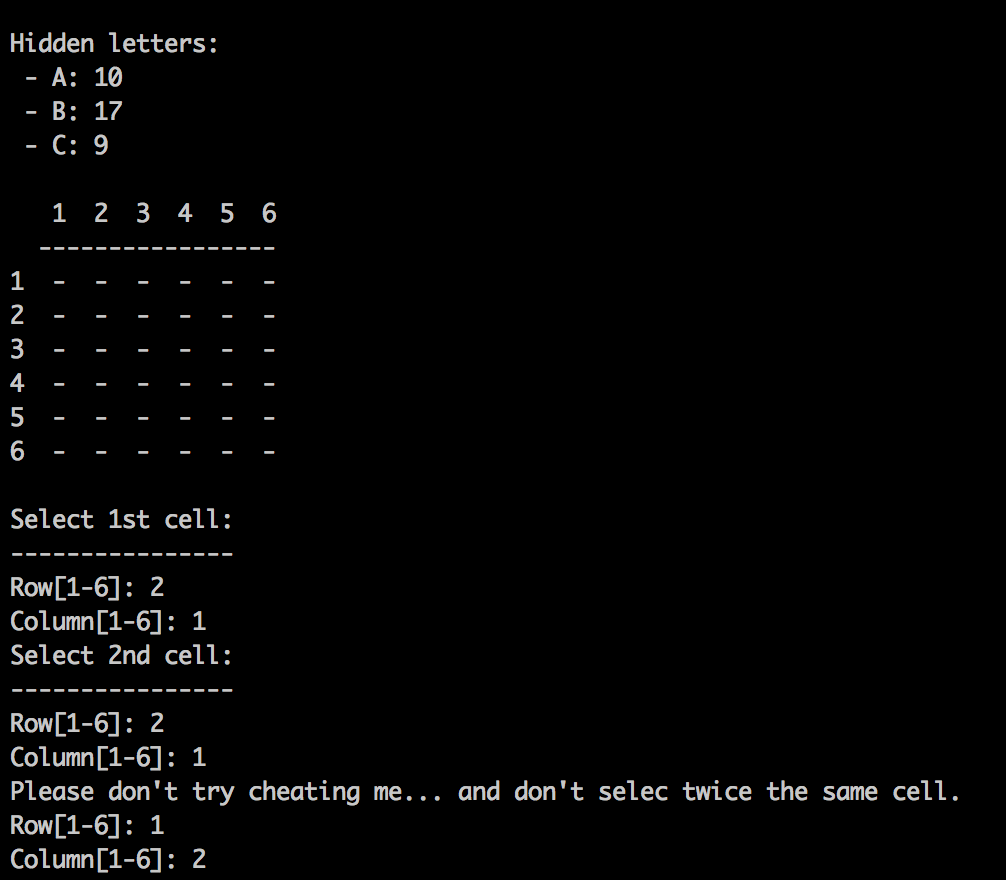 Hidden letters:
 - A: 10
 - B: 17
 - C: 9

   1  2  3  4  5  6
  -----------------
1  -  -  -  -  -  -
2  -  -  -  -  -  -
3  -  -  -  -  -  -
4  -  -  -  -  -  -
5  -  -  -  -  -  -
6  -  -  -  -  -  -

Select 1st cell:
----------------
Row[1-6]: 2
Column[1-6]: 1
Select 2nd cell:
----------------
Row[1-6]: 2
Column[1-6]: 1
Please don't try cheating me... and don't selec twice the same cell.
Row[1-6]: 1
Column[1-6]: 2